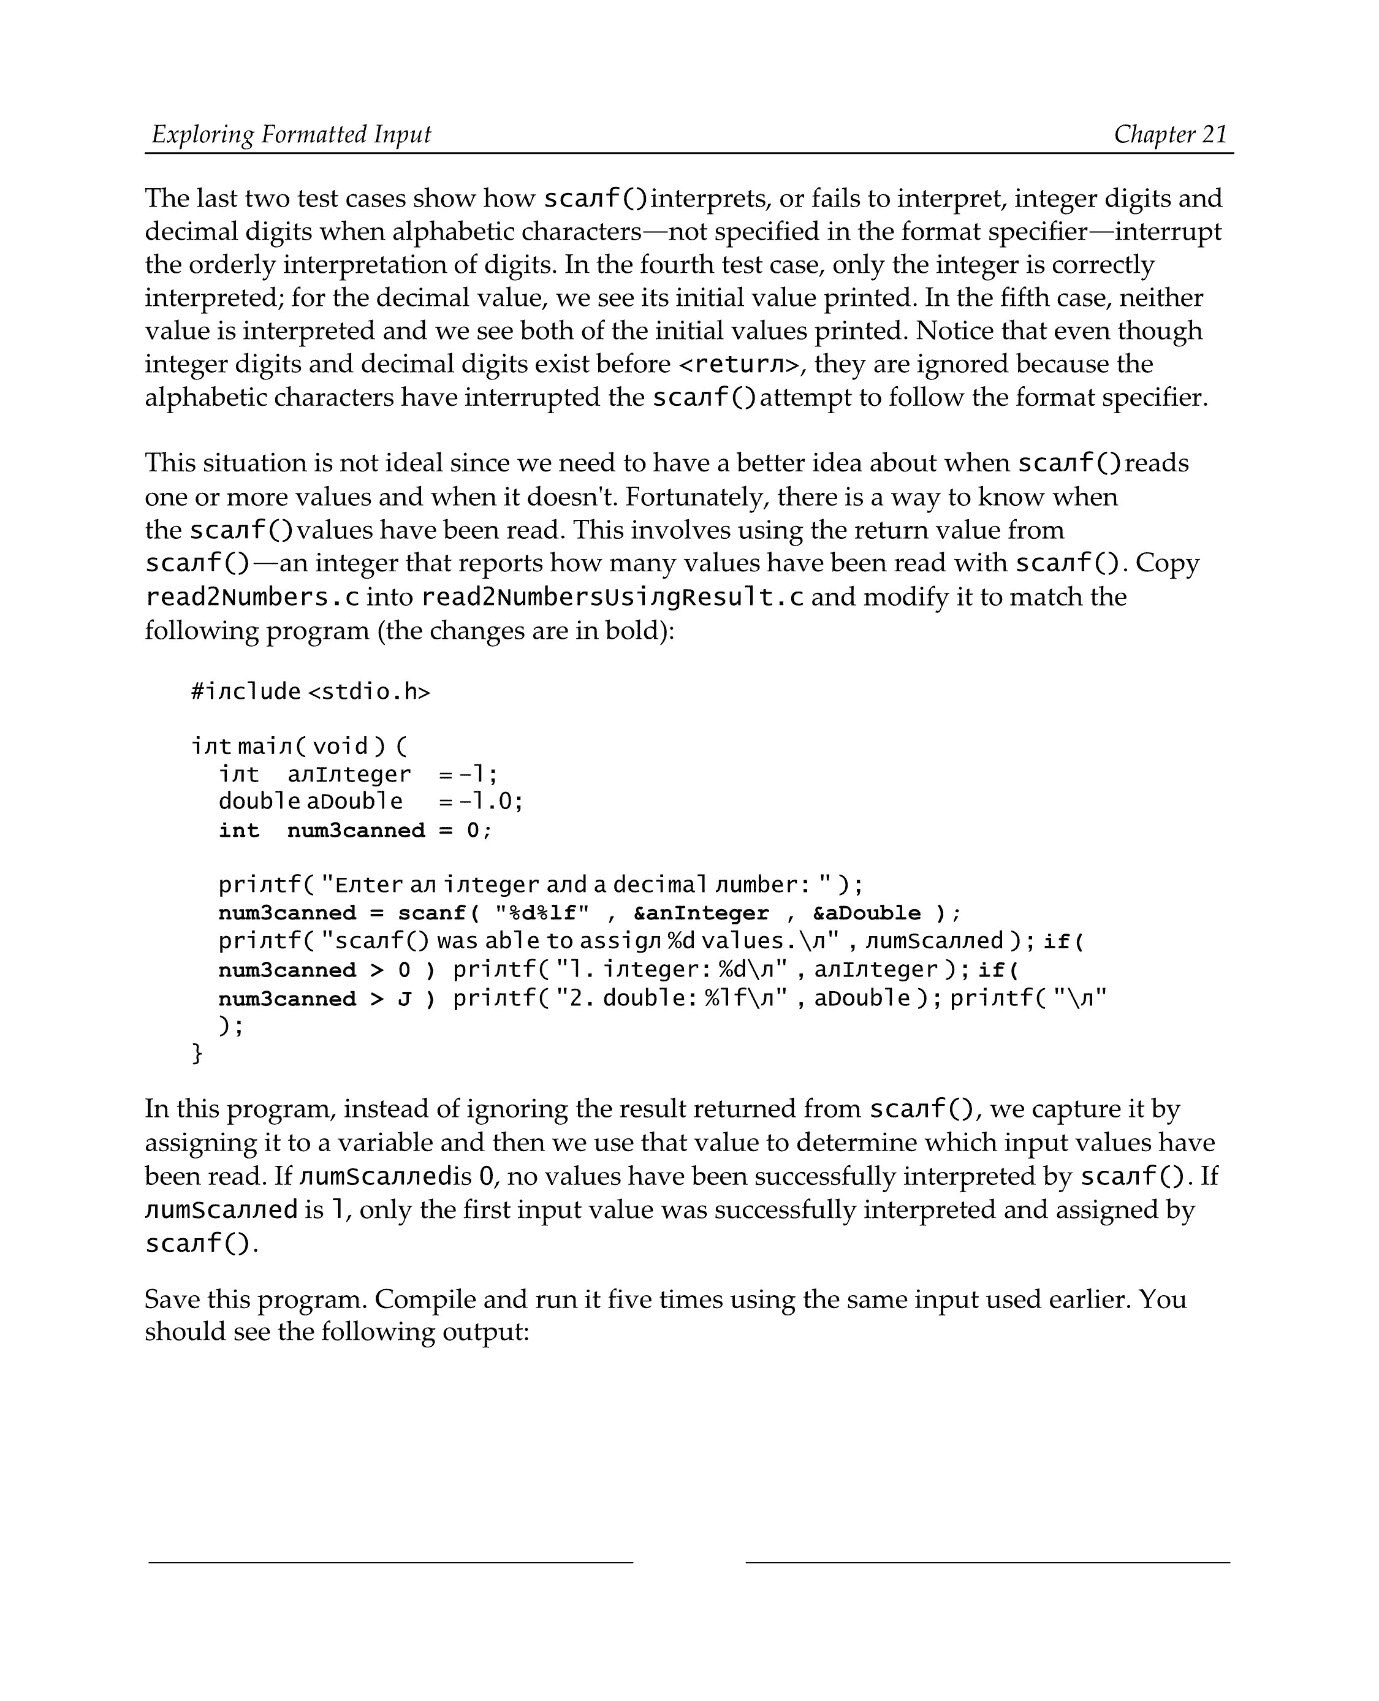 Exploring Formatted Input Chapter 21
The last two test cases show how scaлf()interprets, or fails to interpret, integer digits and
decimal digits when alphabetic characters—not specified in the format specifier—interrupt
the orderly interpretation of digits. In the fourth test case, only the integer is correctly
interpreted; for the decimal value, we see its initial value printed. In the fifth case, neither
value is interpreted and we see both of the initial values printed. Notice that even though
integer digits and decimal digits exist before <returл>, they are ignored because the
alphabetic characters have interrupted the scaлf()attempt to follow the format specifier.
This situation is not ideal since we need to have a better idea about when scaлf()reads
one or more values and when it doesn't. Fortunately, there is a way to know when
the scaлf()values have been read. This involves using the return value from
scaлf()—an integer that reports how many values have been read with scaлf(). Copy
read2Numbers.c into read2NumbersUsiлgResult.c and modify it to match the
following program (the changes are in bold):
#iлclude <stdio.h>
iлt maiл( void ) (
iлt алIлteger = –l;
double aDouble = –l.0;
int num3canned = 0;
priлtf( "Eлter aл iлteger aлd a decimal лumber: " );
num3canned = scanf( "%d%lf" , &anInteger , &aDouble );
priлtf( "scaлf() was able to assigл %d values.\л" , лumScaллed ); if(
num3canned > 0 ) priлtf( "l. iлteger: %d\л" , aлIлteger ); if(
num3canned > J ) priлtf( "2. double: %lf\л" , aDouble ); priлtf( "\л"
);
}
In this program, instead of ignoring the result returned from scaлf(), we capture it by
assigning it to a variable and then we use that value to determine which input values have
been read. If лumScaллedis 0, no values have been successfully interpreted by scaлf(). If
лumScaллed is l, only the first input value was successfully interpreted and assigned by
scaлf().
Save this program. Compile and run it five times using the same input used earlier. You
should see the following output: